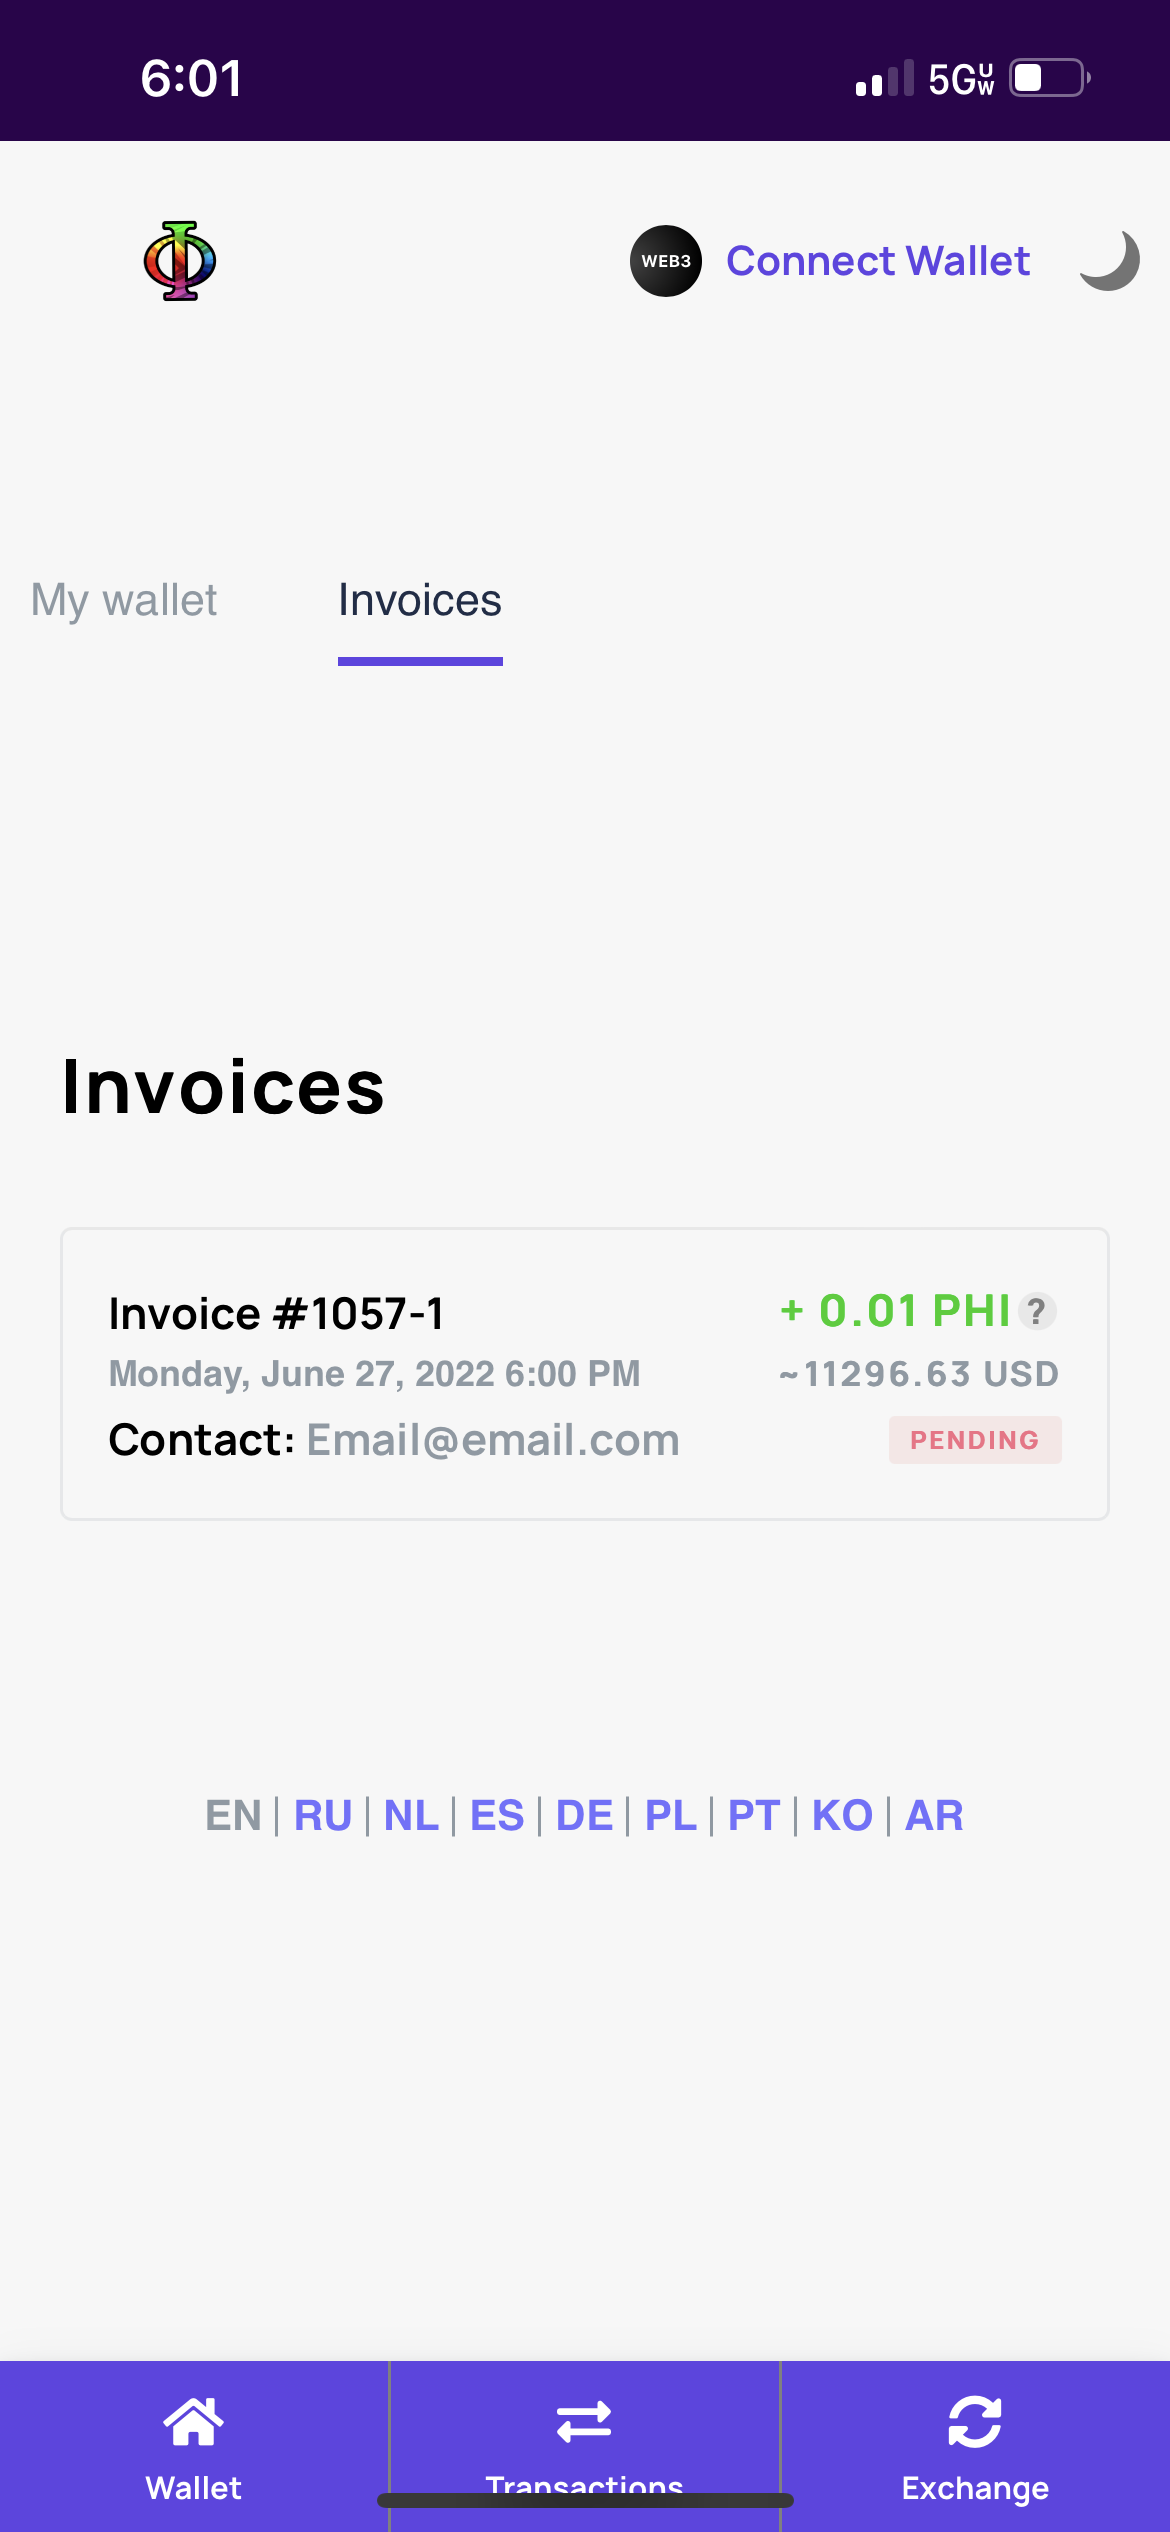 6:01 5GUW
WEB3 Connect Wallet
My wallet Invoices
Invoices
Invoice #1057-1 + 0.01 PHI ?
Monday, June 27, 2022 6:00 PM ~11296.63 USD
Contact: Email@email.com PENDING
EN | RU | NL | ES | DE | PL | PT | KO | AR
Wallet Transactions Exchange